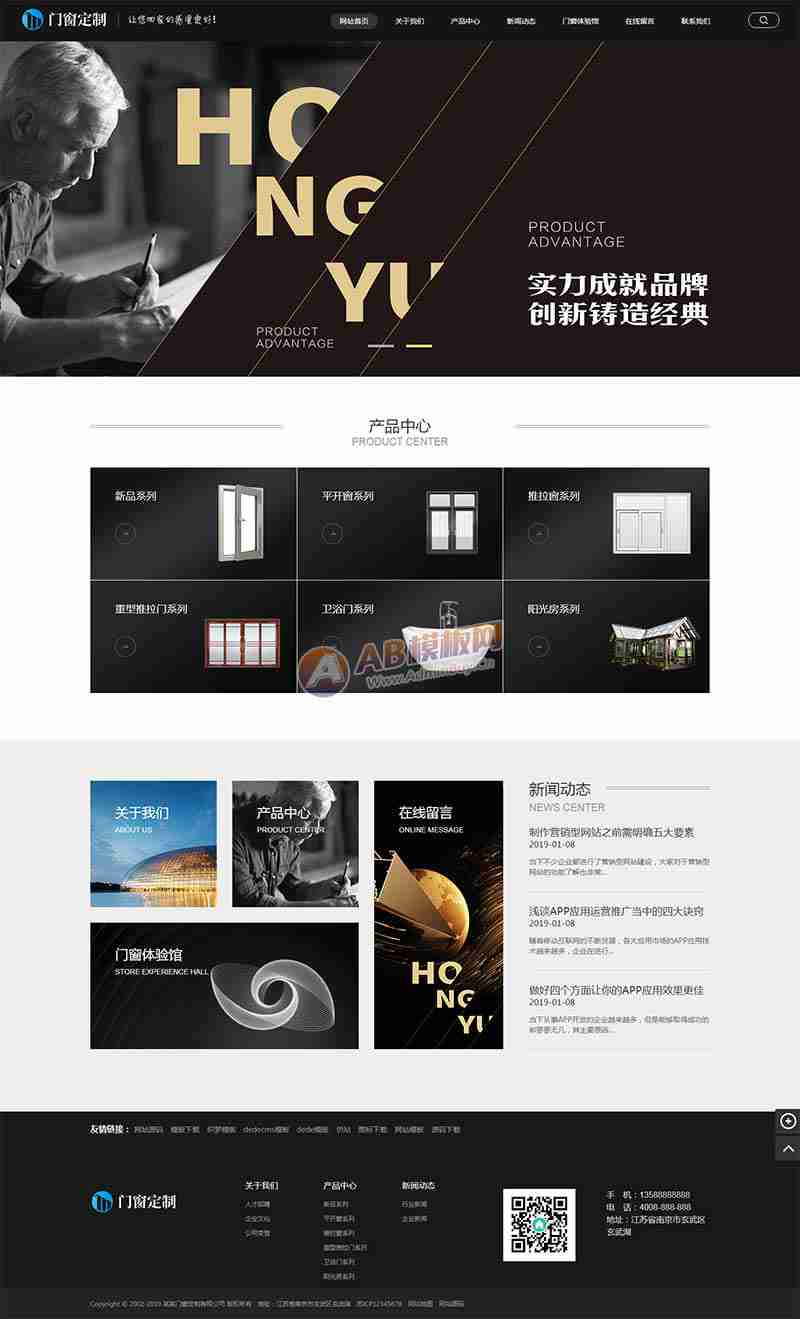 门窗定制
让您回家的感觉更好!
网站首页
关于我们
产品中心
新闻动态
门窗体验馆
在线留言
联系我们
HO
NG
YU
PRODUCT
ADVANTAGE
PRODUCT
ADVANTAGE
实力成就品牌
创新铸造经典
产品中心
PRODUCT CENTER
新品系列
平开窗系列
推拉窗系列
重型推拉门系列
卫浴门系列
阳光房系列
AB模板网
Www.AdminBuy.cn
关于我们
ABOUT US
产品中心
PRODUCT CENTER
在线留言
ONLINE MESSAGE
HO
NG
YU
门窗体验馆
STORE EXPERIENCE HALL
新闻动态
NEWS CENTER
制作营销型网站之前需明确五大要素
2019-01-08
当下不少企业都进行了营销型网站建设，大家对于营销型
网站的功能了解也非常...
浅谈APP应用运营推广当中的四大诀窍
2019-01-08
随着移动互联网的不断发展，各大应用市场的APP应用技
术越来越多，企业在进行...
做好四个方面让你的APP应用效果更佳
2019-01-08
当下从事APP开发的企业越来越多，但是能够取得成功的
却寥寥无几，其主要原因...
友情链接： 网站源码 模板下载 织梦模板 dedecms模板 dede模板 仿站 图标下载 网站模板 源码下载
门窗定制
关于我们
人才招聘
企业文化
公司荣誉
产品中心
新品系列
平开窗系列
推拉窗系列
重型推拉门系列
卫浴门系列
阳光房系列
新闻动态
行业新闻
企业新闻
手 机：13588888888
电 话：4008-888-888
地址：江苏省南京市玄武区
玄武湖
Copyright © 2002-2019 某某门窗定制有限公司 版权所有 地址：江苏省南京市玄武区玄武湖 苏ICP12345678 网站地图 网站源码